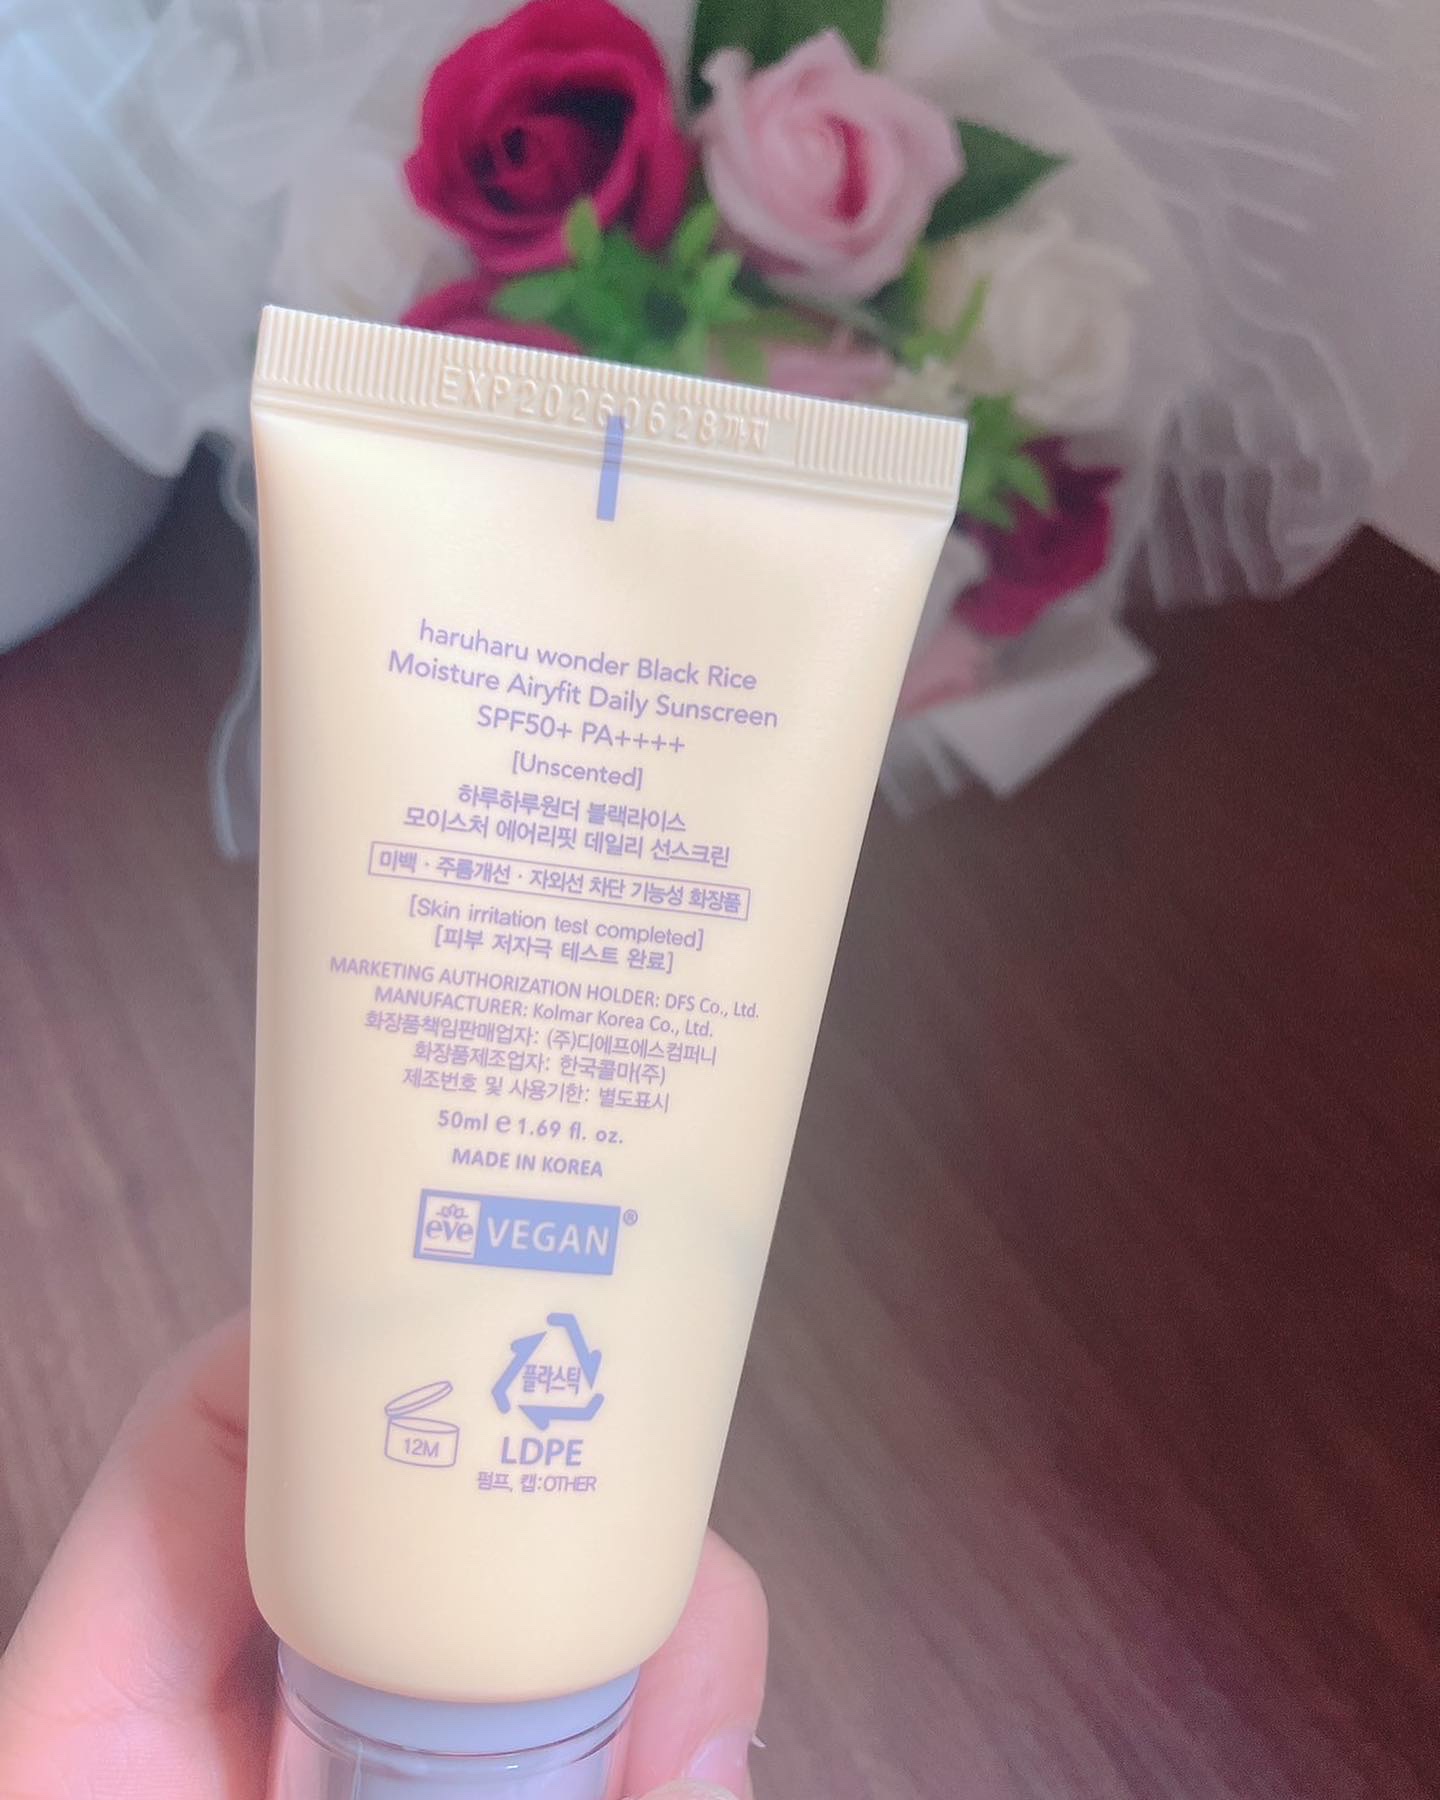 EXP20260628까지
haruharu wonder Black Rice
Moisture Airyfit Daily Sunscreen
SPF50+ PA++++
[Unscented]
하루하루원더 블랙라이스
모이스처 에어리핏 데일리 선스크린
미백 · 주름개선 · 자외선 차단 기능성 화장품
[Skin irritation test completed]
[피부 저자극 테스트 완료]
MARKETING AUTHORIZATION HOLDER: DFS Co., Ltd.
MANUFACTURER: Kolmar Korea Co., Ltd.
화장품책임판매업자: (주)디에프에스컴퍼니
화장품제조업자: 한국콜마(주)
제조번호 및 사용기한: 별도표시
50ml e 1.69 fl. oz.
MADE IN KOREA
eve VEGAN®
플라스틱
12M
LDPE
펌프, 캡:OTHER